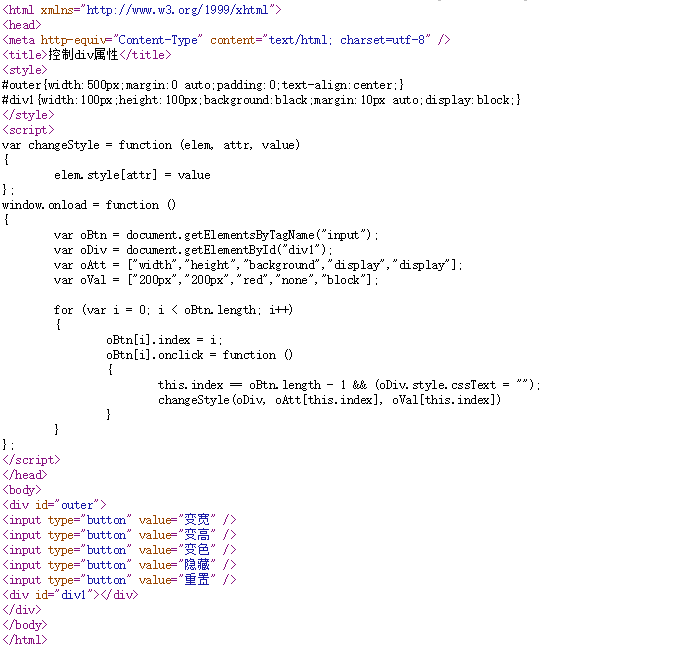 <html xmlns="http://www.w3.org/1999/xhtml">
<head>
<meta http-equiv="Content-Type" content="text/html; charset=utf-8" />
<title>控制div属性</title>
<style>
#outer{width:500px;margin:0 auto;padding:0;text-align:center;}
#div1{width:100px;height:100px;background:black;margin:10px auto;display:block;}
</style>
<script>
var changeStyle = function (elem, attr, value)
{
	elem.style[attr] = value
};
window.onload = function ()
{
	var oBtn = document.getElementsByTagName("input");
	var oDiv = document.getElementById("div1");
	var oAtt = ["width","height","background","display","display"];
	var oVal = ["200px","200px","red","none","block"];

	for (var i = 0; i < oBtn.length; i++)
	{
		oBtn[i].index = i;
		oBtn[i].onclick = function ()
		{
			this.index == oBtn.length - 1 && (oDiv.style.cssText = "");
			changeStyle(oDiv, oAtt[this.index], oVal[this.index])
		}
	}
};
</script>
</head>
<body>
<div id="outer">
<input type="button" value="变宽" />
<input type="button" value="变高" />
<input type="button" value="变色" />
<input type="button" value="隐藏" />
<input type="button" value="重置" />
<div id="div1"></div>
</div>
</body>
</html>